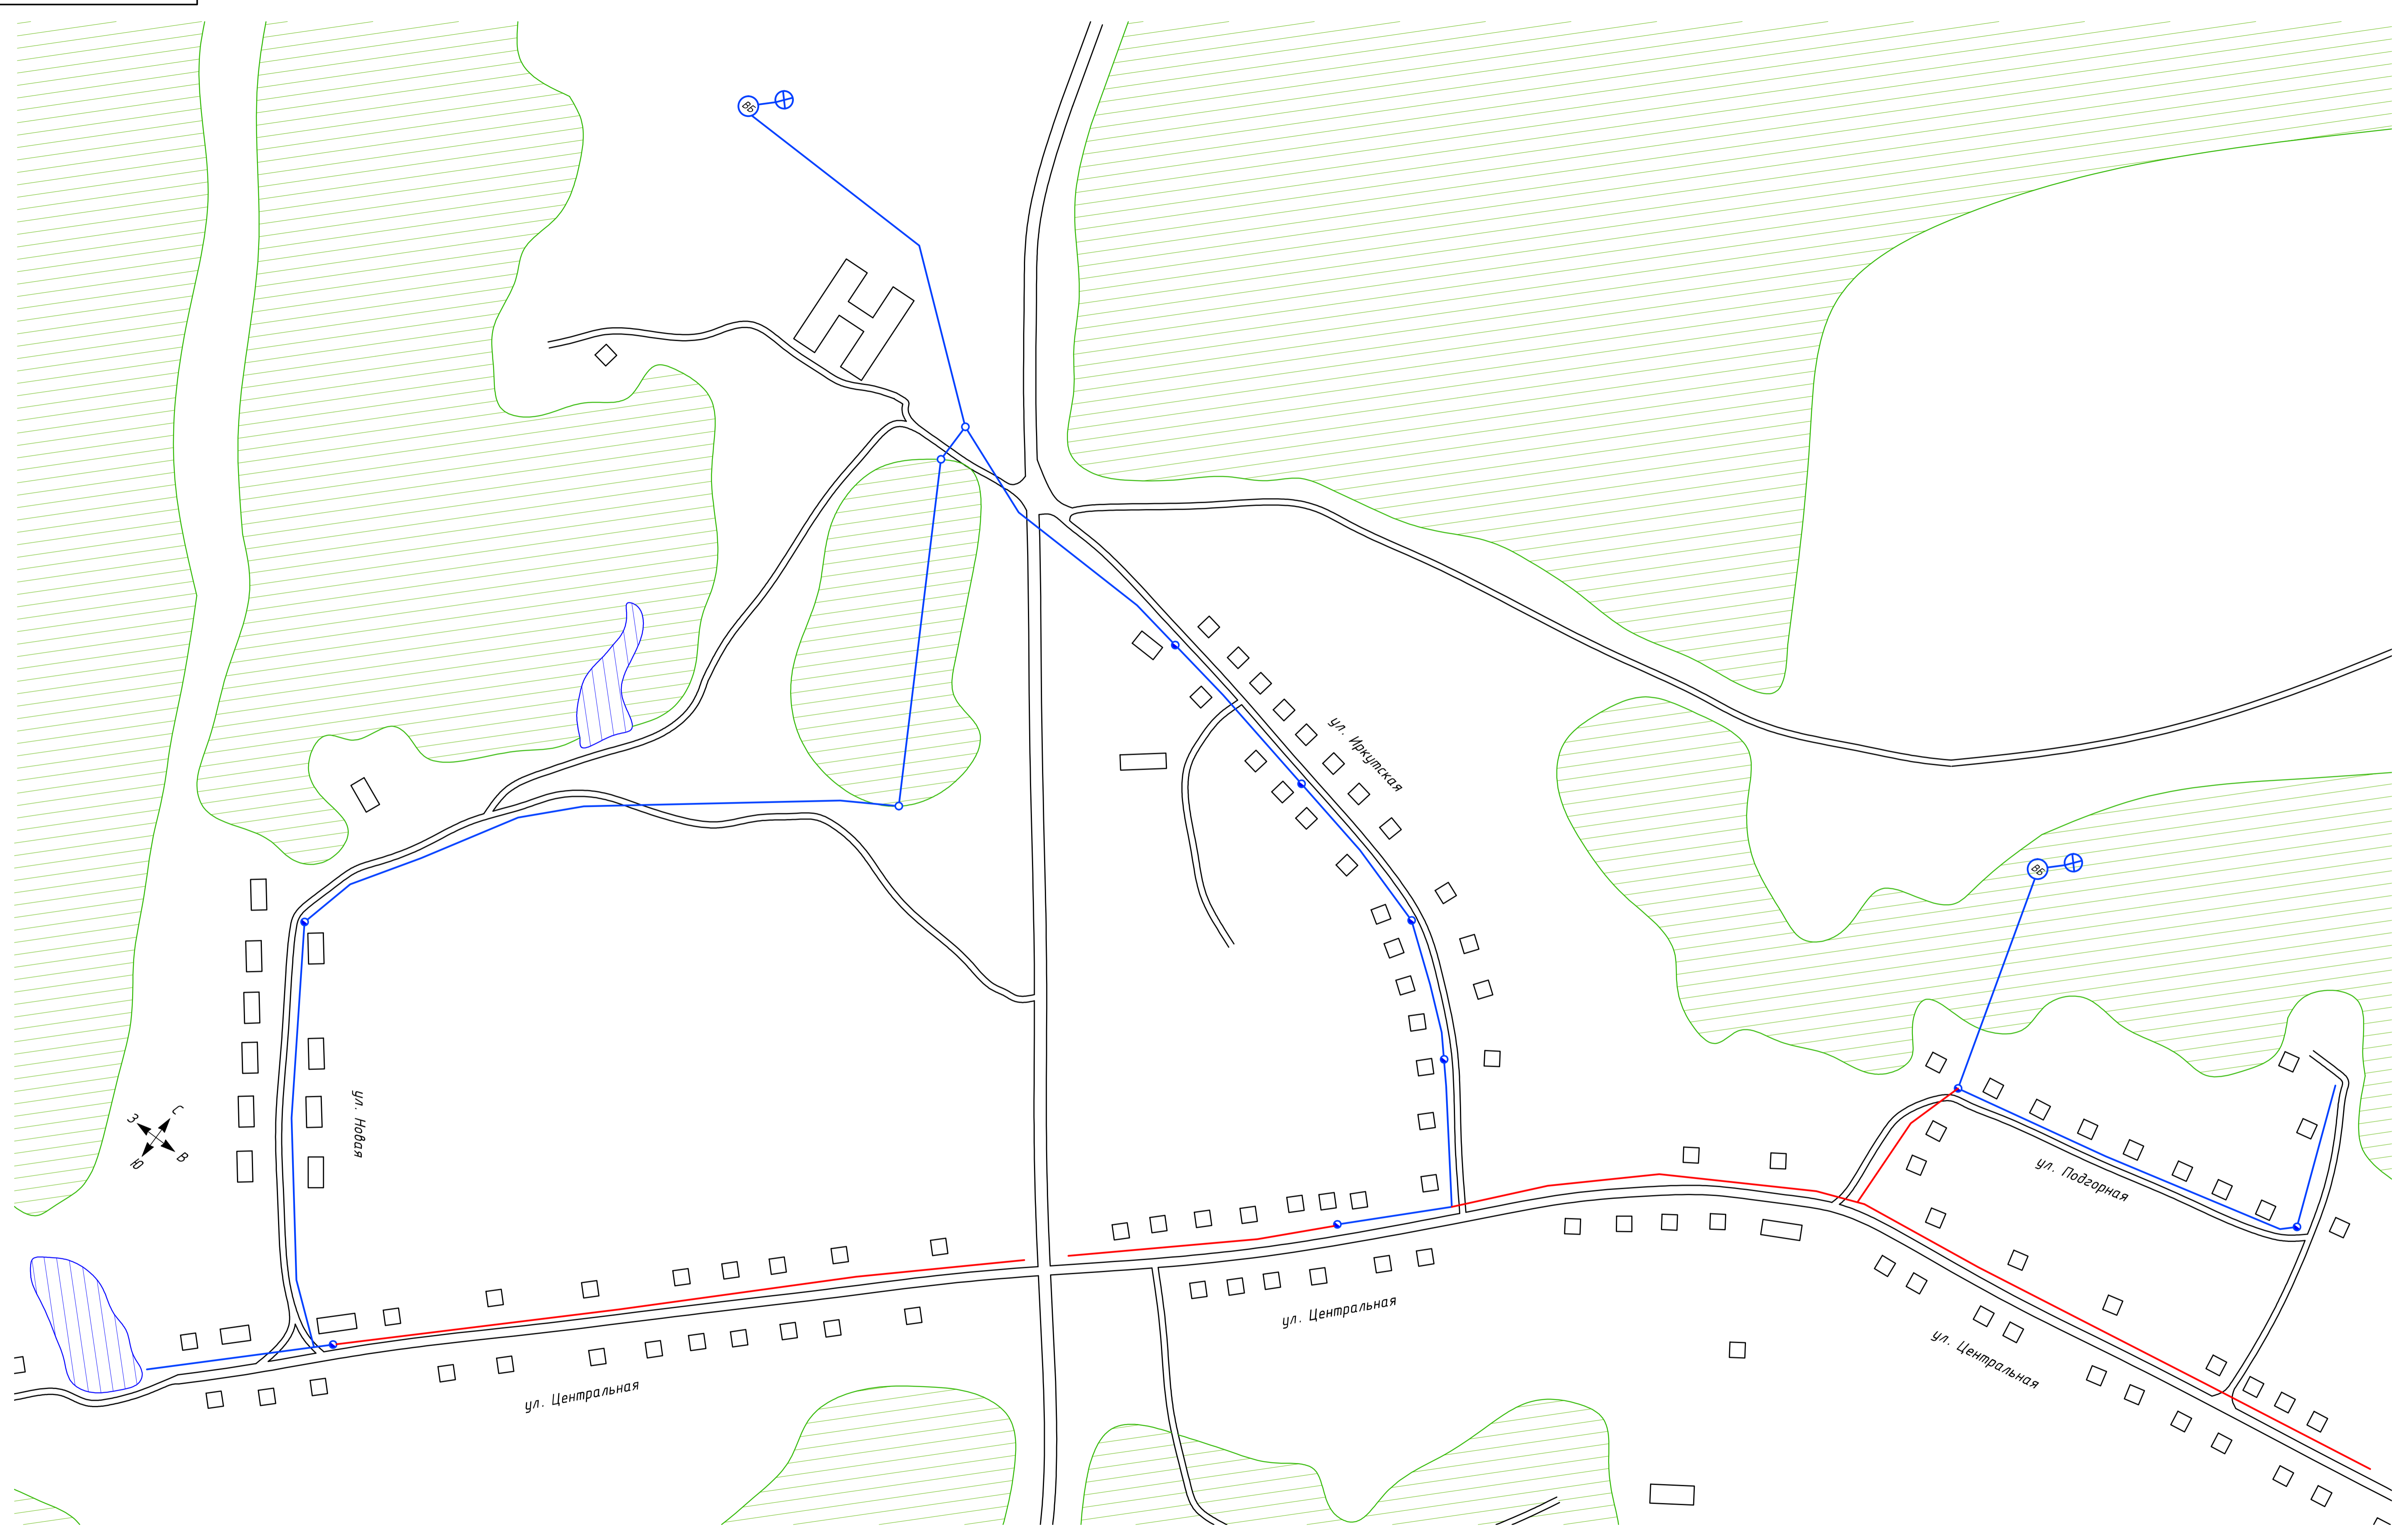 ВБ
ул. Иркутская
ВБ
ул. Новая
С
З
В
Ю
ул. Подгорная
ул. Центральная
ул. Центральная
ул. Центральная